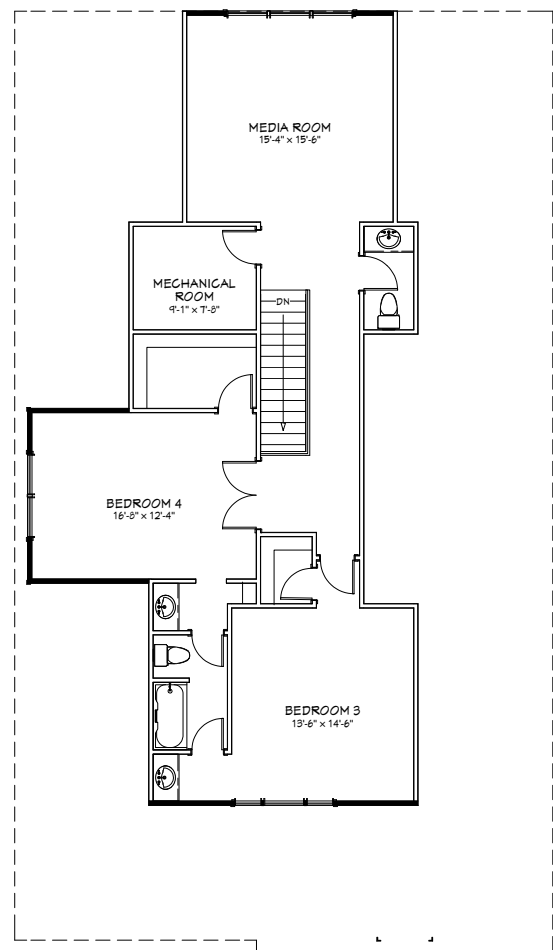 MEDIA ROOM
15'-4" x 15'-6"
MECHANICAL
ROOM
9'-1" x 7'-8"
DN
BEDROOM 4
16'-8" x 12'-4"
BEDROOM 3
13'-6" x 14'-6"